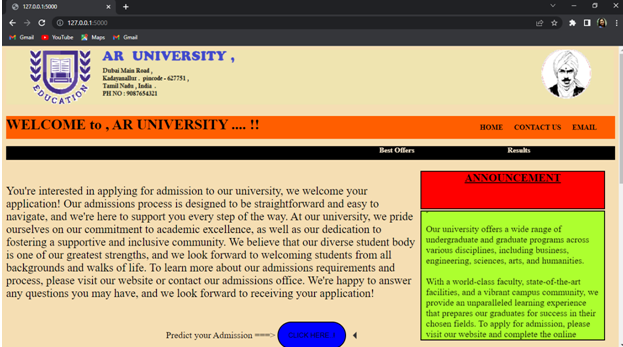 127.0.0.1:5000
127.0.0.1:5000
Gmail YouTube Maps Gmail
EDUCATION
AR UNIVERSITY ,
Dubai Main Road ,
Kadayanallur . pincode - 627751 ,
Tamil Nadu , India .
PH NO : 9087654321
WELCOME to , AR UNIVERSITY .... !!
HOME CONTACT US EMAIL
Best Offers Results
ANNOUNCEMENT
You're interested in applying for admission to our university, we welcome your
application! Our admissions process is designed to be straightforward and easy to
navigate, and we're here to support you every step of the way. At our university, we pride
ourselves on our commitment to academic excellence, as well as our dedication to
fostering a supportive and inclusive community. We believe that our diverse student body
is one of our greatest strengths, and we look forward to welcoming students from all
backgrounds and walks of life. To learn more about our admissions requirements and
process, please visit our website or contact our admissions office. We're happy to answer
any questions you may have, and we look forward to receiving your application!
Our university offers a wide range of
undergraduate and graduate programs across
various disciplines, including business,
engineering, sciences, arts, and humanities.
With a world-class faculty, state-of-the-art
facilities, and a vibrant campus community, we
provide an unparalleled learning experience
that prepares our graduates for success in their
chosen fields. To apply for admission, please
visit our website and complete the online
Predict your Admission ===>
CLICK HERE